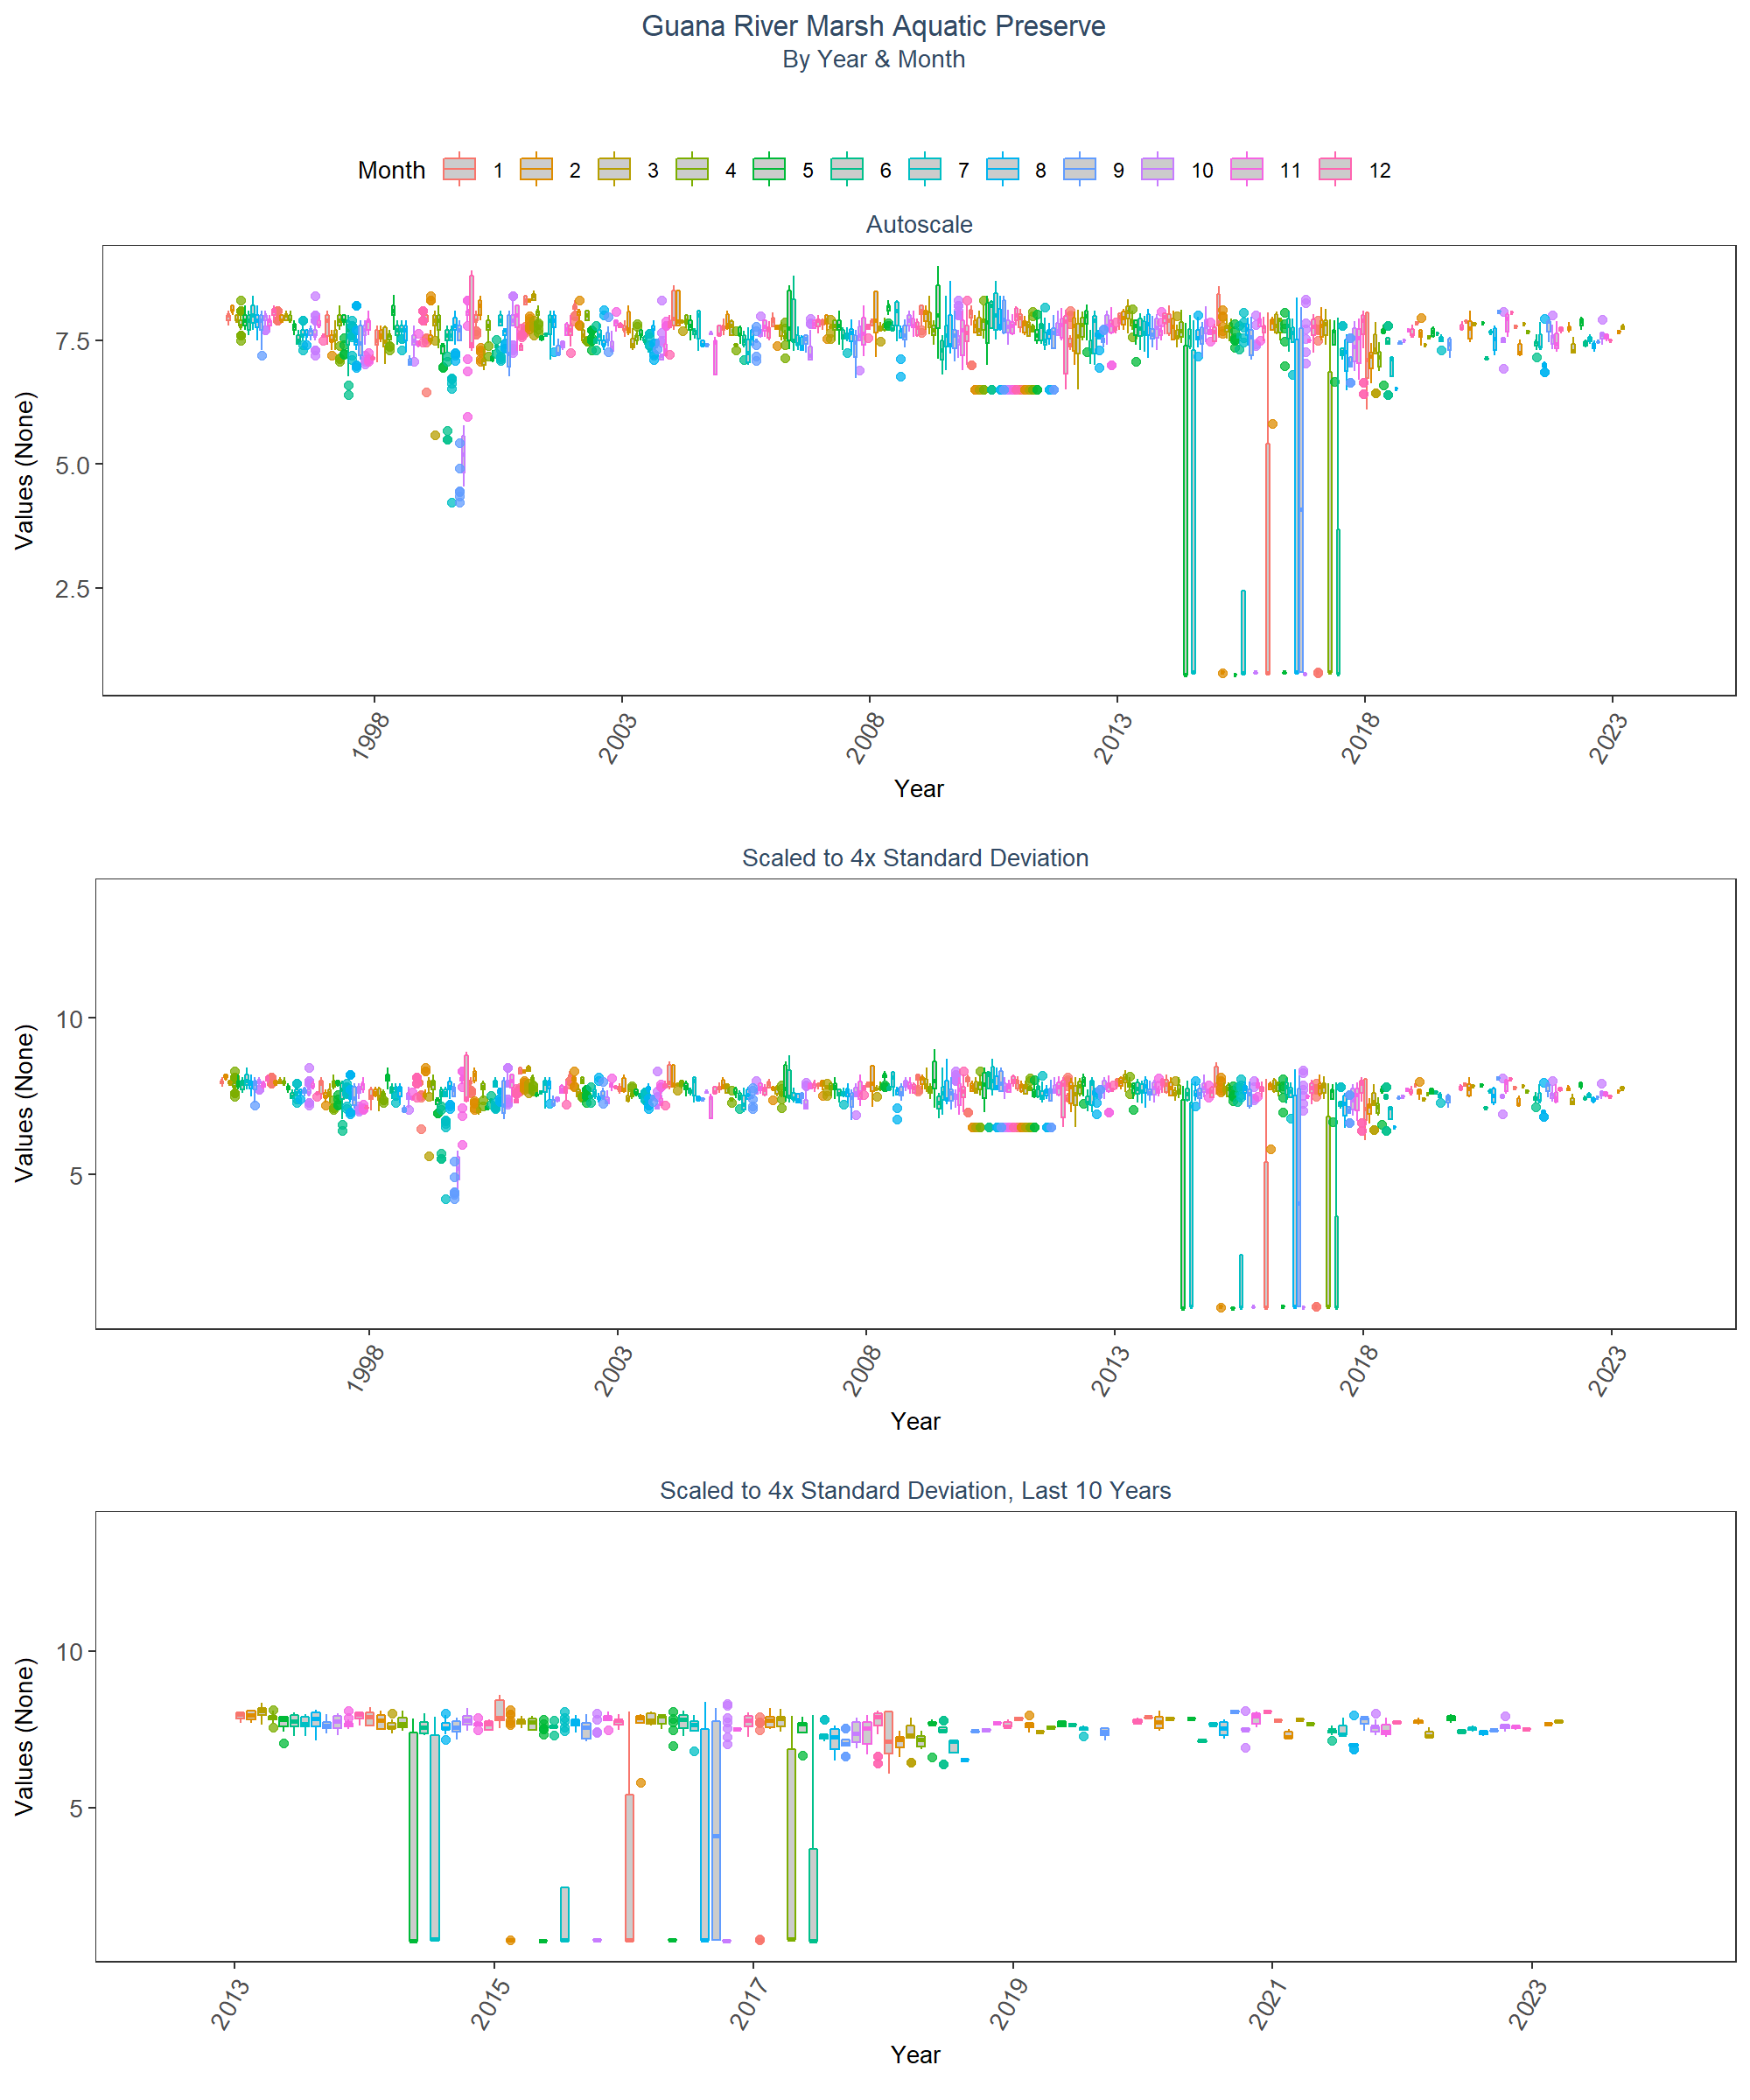 Guana River Marsh Aquatic Preserve
By Year & Month
Month 1 2 3 4 5 6 7 8 9 10 11 12
Autoscale
Values (None)
7.5
5.0
2.5
1998 2003 2008 2013 2018 2023
Year
Scaled to 4x Standard Deviation
Values (None)
10
5
1998 2003 2008 2013 2018 2023
Year
Scaled to 4x Standard Deviation, Last 10 Years
Values (None)
10
5
2013 2015 2017 2019 2021 2023
Year